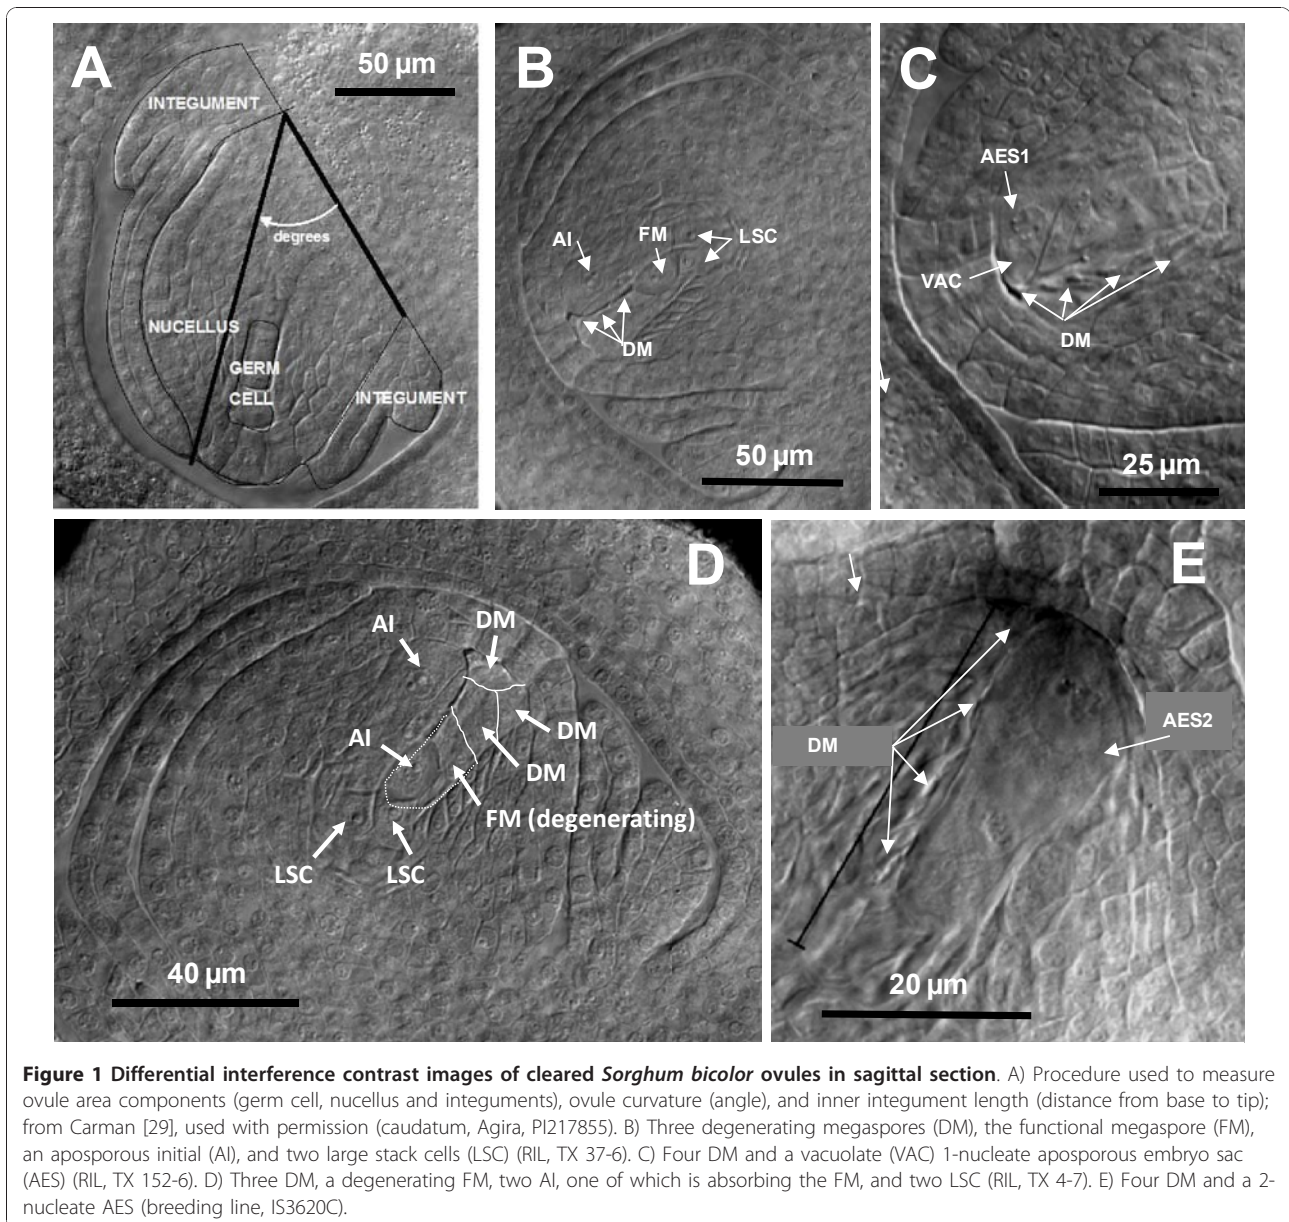 A
50 µm
INTEGUMENT
degrees
NUCELLUS
GERM
CELL
INTEGUMENT
B
AI
FM
LSC
DM
50 µm
C
AES1
VAC
DM
25 µm
D
AI
DM
AI
DM
DM
FM (degenerating)
LSC
LSC
40 µm
E
DM
AES2
20 µm
Figure 1 Differential interference contrast images of cleared Sorghum bicolor ovules in sagittal section. A) Procedure used to measure
ovule area components (germ cell, nucellus and integuments), ovule curvature (angle), and inner integument length (distance from base to tip);
from Carman [29], used with permission (caudatum, Agira, PI217855). B) Three degenerating megaspores (DM), the functional megaspore (FM),
an aposporous initial (AI), and two large stack cells (LSC) (RIL, TX 37-6). C) Four DM and a vacuolate (VAC) 1-nucleate aposporous embryo sac
(AES) (RIL, TX 152-6). D) Three DM, a degenerating FM, two AI, one of which is absorbing the FM, and two LSC (RIL, TX 4-7). E) Four DM and a 2-
nucleate AES (breeding line, IS3620C).